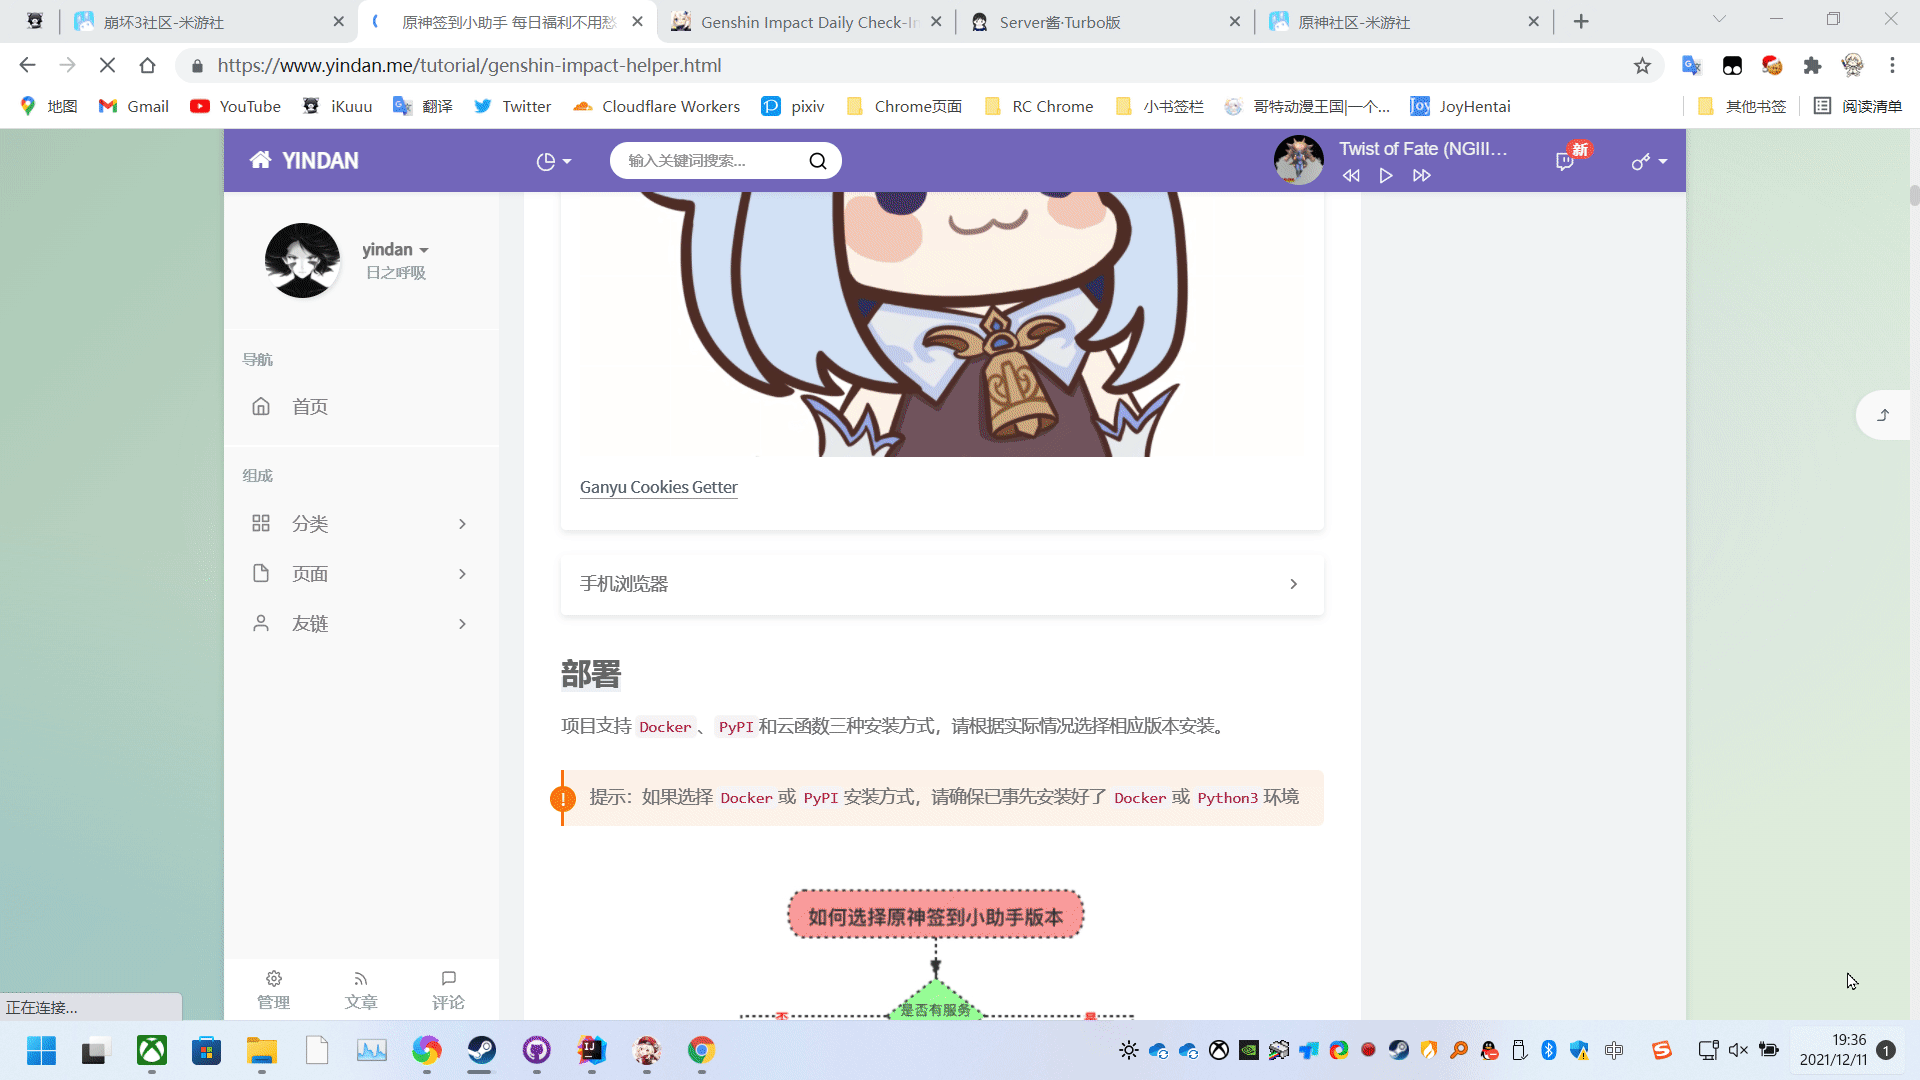 崩坏3社区-米游社
原神签到小助手 每日福利不用愁
Genshin Impact Daily Check-In
Server酱·Turbo版
原神社区-米游社
https://www.yindan.me/tutorial/genshin-impact-helper.html
地图
Gmail
YouTube
iKuuu
翻译
Twitter
Cloudflare Workers
pixiv
Chrome页面
RC Chrome
小书签栏
哥特动漫王国|一个...
JoyHentai
其他书签
阅读清单
YINDAN
输入关键词搜索...
Twist of Fate (NGIII...
新
yindan
日之呼吸
导航
首页
组成
分类
页面
友链
管理
文章
评论
Ganyu Cookies Getter
手机浏览器
部署
项目支持 Docker 、 PyPI 和云函数三种安装方式，请根据实际情况选择相应版本安装。
提示：如果选择 Docker 或 PyPI 安装方式，请确保已事先安装好了 Docker 或 Python3 环境
如何选择原神签到小助手版本
是否有服务
否
是
正在连接...
中
19:36
2021/12/11
1